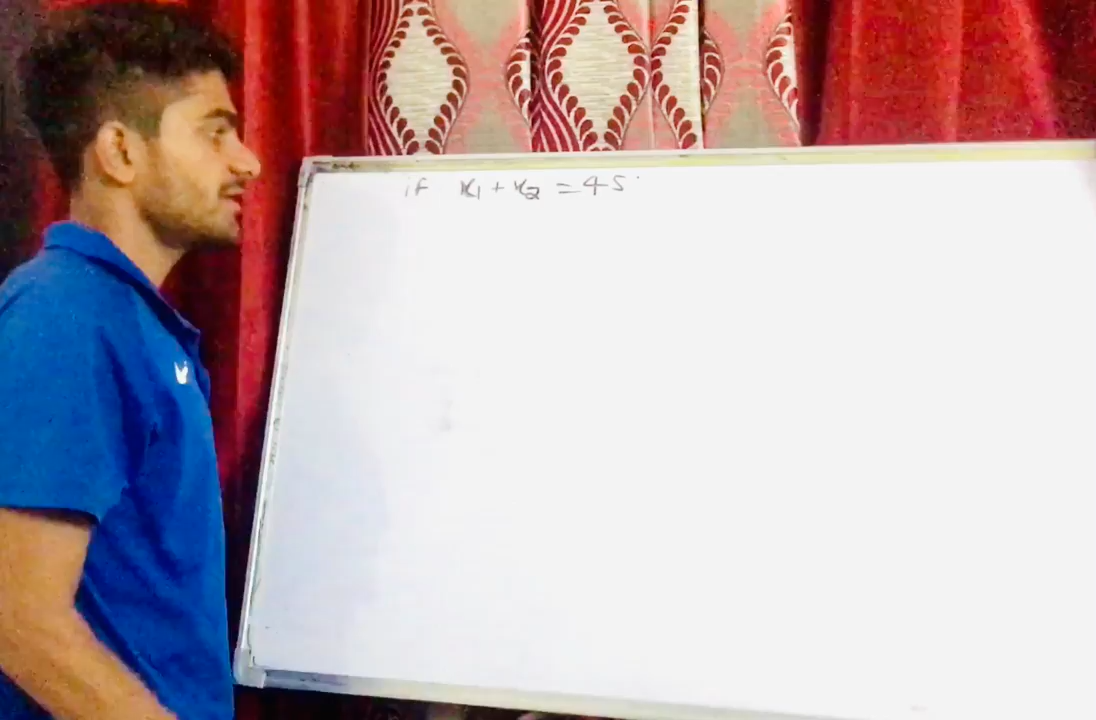 if x₁ + x₂ = 45